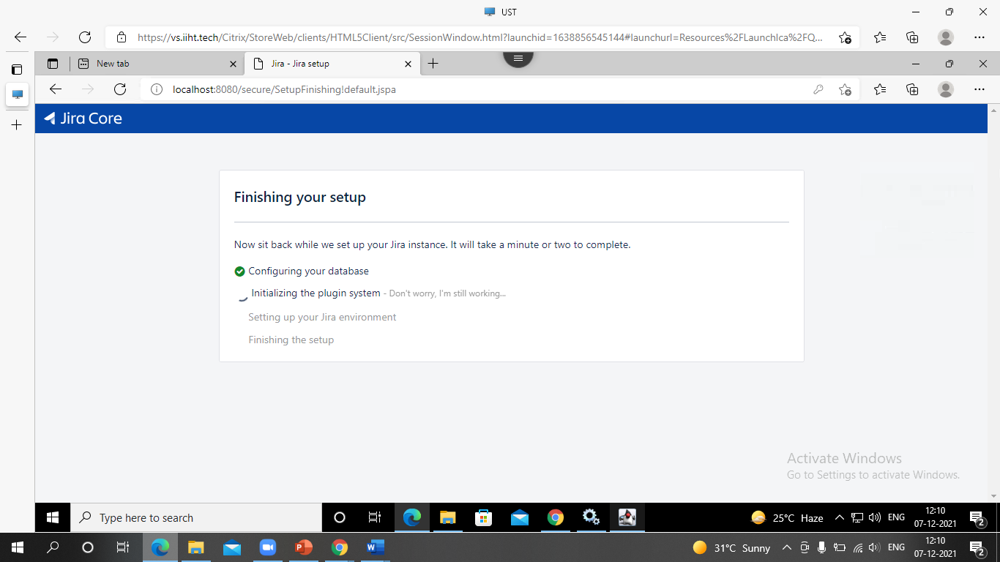 UST
https://vs.iiht.tech/Citrix/StoreWeb/clients/HTML5Client/src/SessionWindow.html?launchid=1638856545144#launchurl=Resources%2FLaunchIca%2FQ...
New tab
Jira - Jira setup
localhost:8080/secure/SetupFinishing!default.jspa
Jira Core
Finishing your setup
Now sit back while we set up your Jira instance. It will take a minute or two to complete.
Configuring your database
Initializing the plugin system - Don't worry, I'm still working...
Setting up your Jira environment
Finishing the setup
Activate Windows
Go to Settings to activate Windows.
Type here to search
25°C Haze
ENG
12:10
07-12-2021
2
P
W
31°C Sunny
ENG
12:10
07-12-2021
2